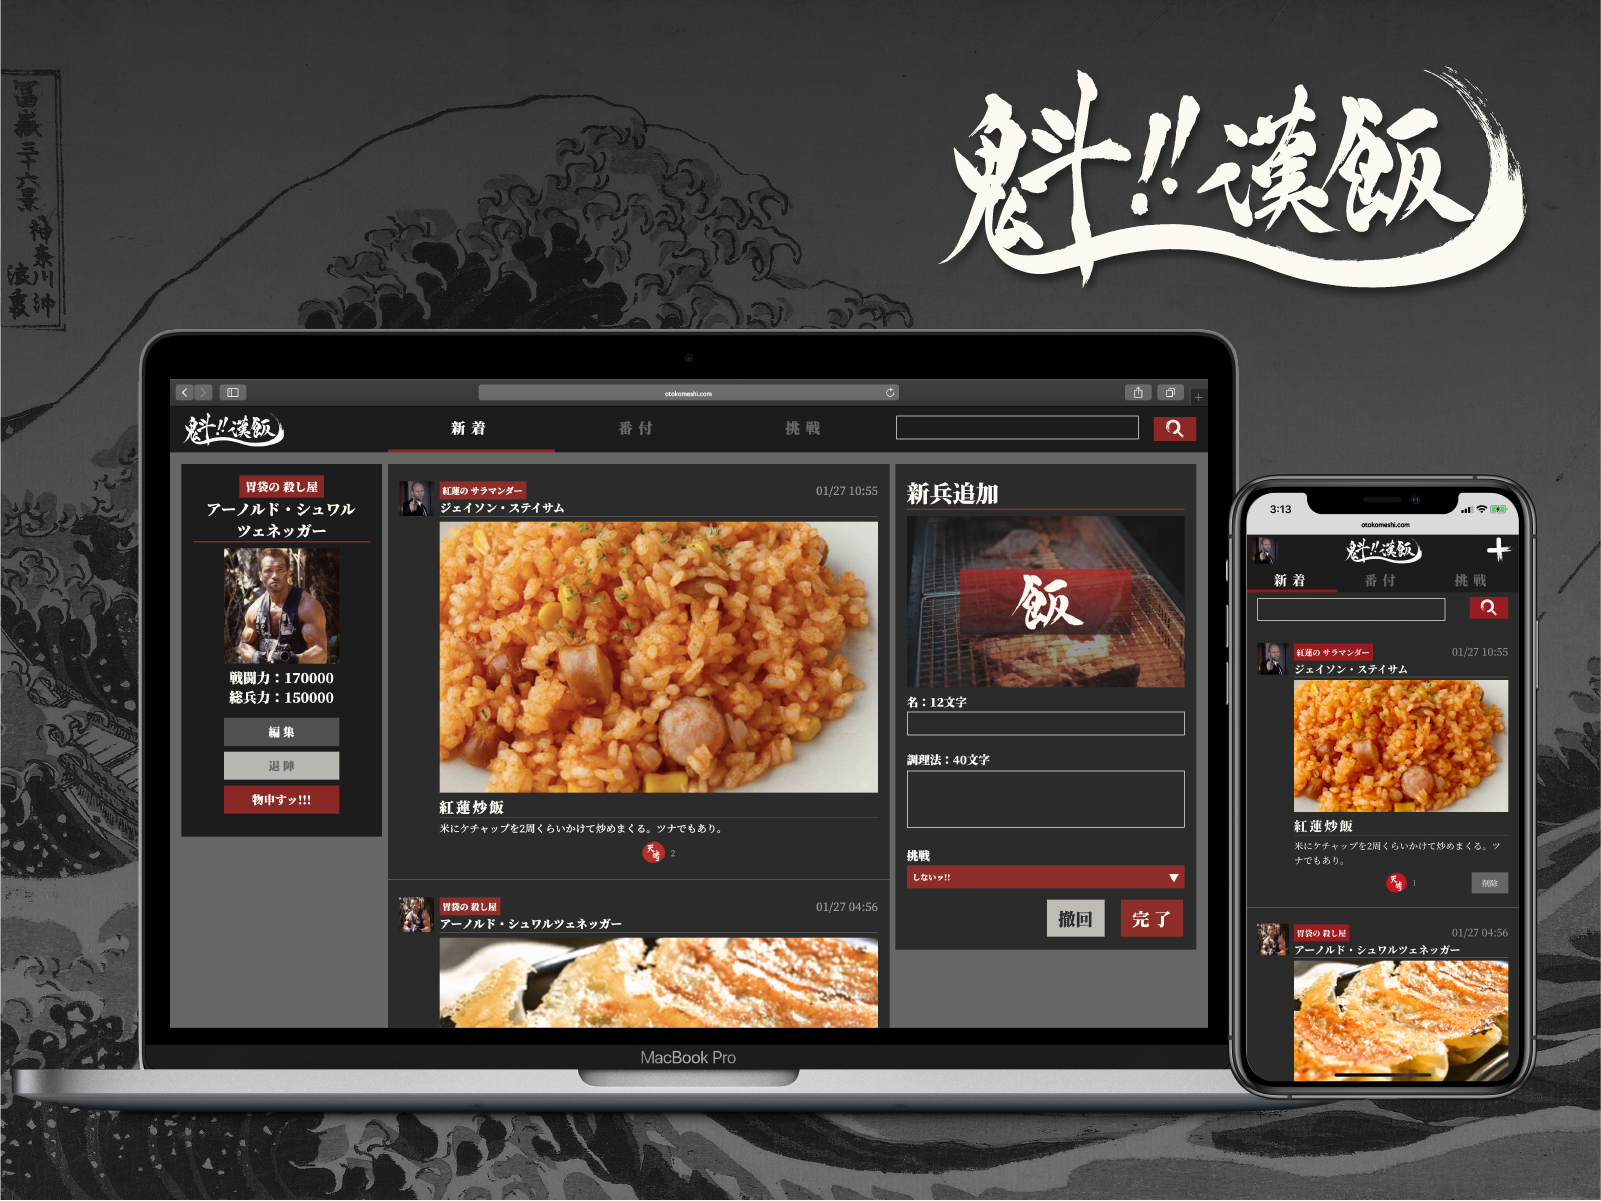 冨嶽三十六景
神奈川沖
浪裏
魁!!漢飯
otokomeshi.com
魁!!漢飯
新着
番付
挑戦
胃袋の 殺し屋
アーノルド・シュワル
ツェネッガー
戦闘力：170000
総兵力：150000
編集
退陣
物申すッ!!!
紅蓮の サラマンダー
01/27 10:55
ジェイソン・ステイサム
紅蓮炒飯
米にケチャップを2周くらいかけて炒めまくる。ツナでもあり。
天晴
2
胃袋の 殺し屋
01/27 04:56
アーノルド・シュワルツェネッガー
新兵追加
飯
名：12文字
調理法：40文字
挑戦
しないッ!!
撤回
完了
MacBook Pro
3:13
otokomeshi.com
魁!!漢飯
新着
番付
挑戦
紅蓮の サラマンダー
01/27 10:55
ジェイソン・ステイサム
紅蓮炒飯
米にケチャップを2周くらいかけて炒めまくる。ツ
ナでもあり。
天晴
1
削除
胃袋の 殺し屋
01/27 04:56
アーノルド・シュワルツェネッガー